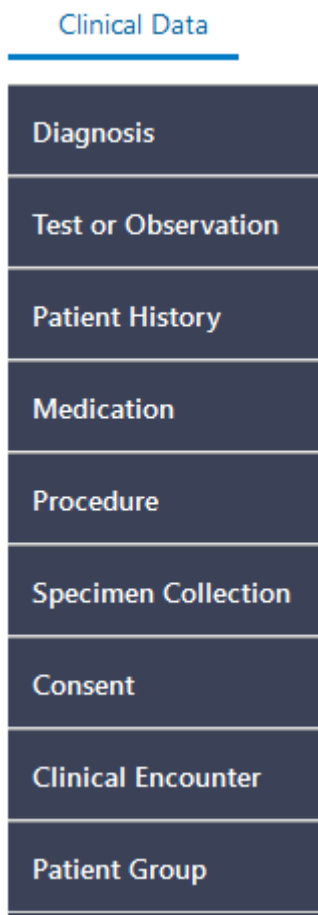 Clinical Data
Diagnosis
Test or Observation
Patient History
Medication
Procedure
Specimen Collection
Consent
Clinical Encounter
Patient Group